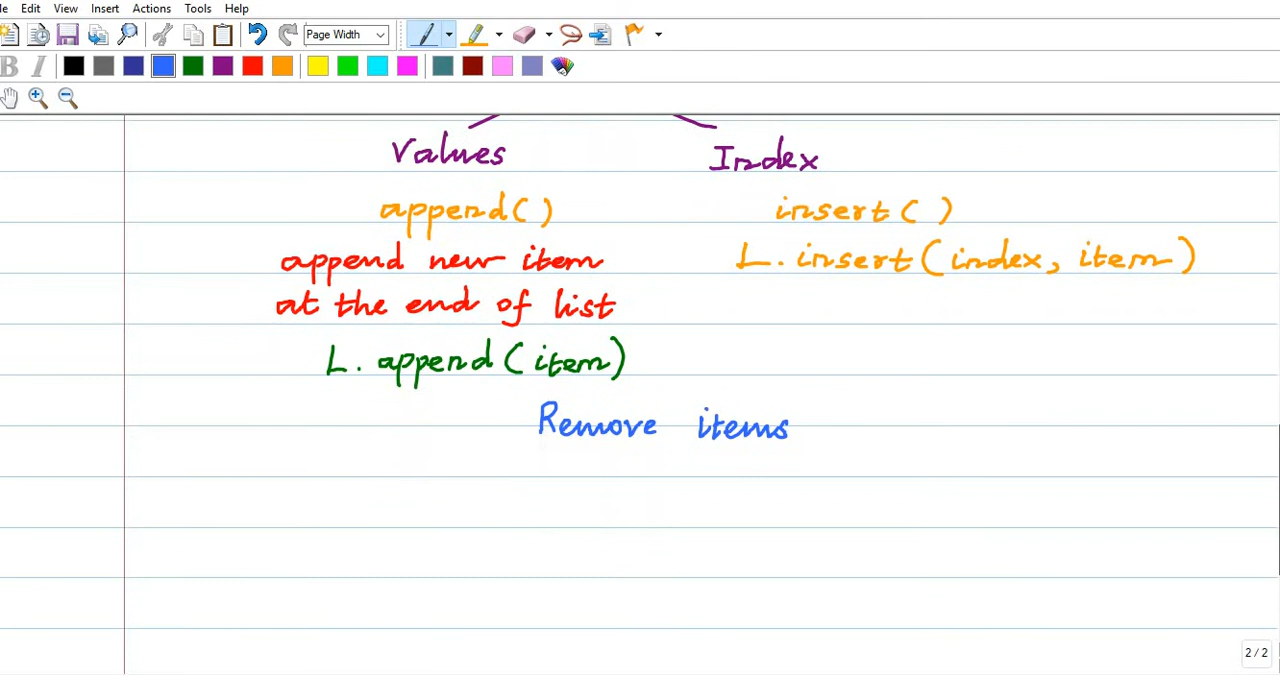 Edit View Insert Actions Tools Help
Page Width
B I
Values Index
append() insert( )
append new item L.insert(index, item)
at the end of list
L. append(item)
Remove items
2 / 2